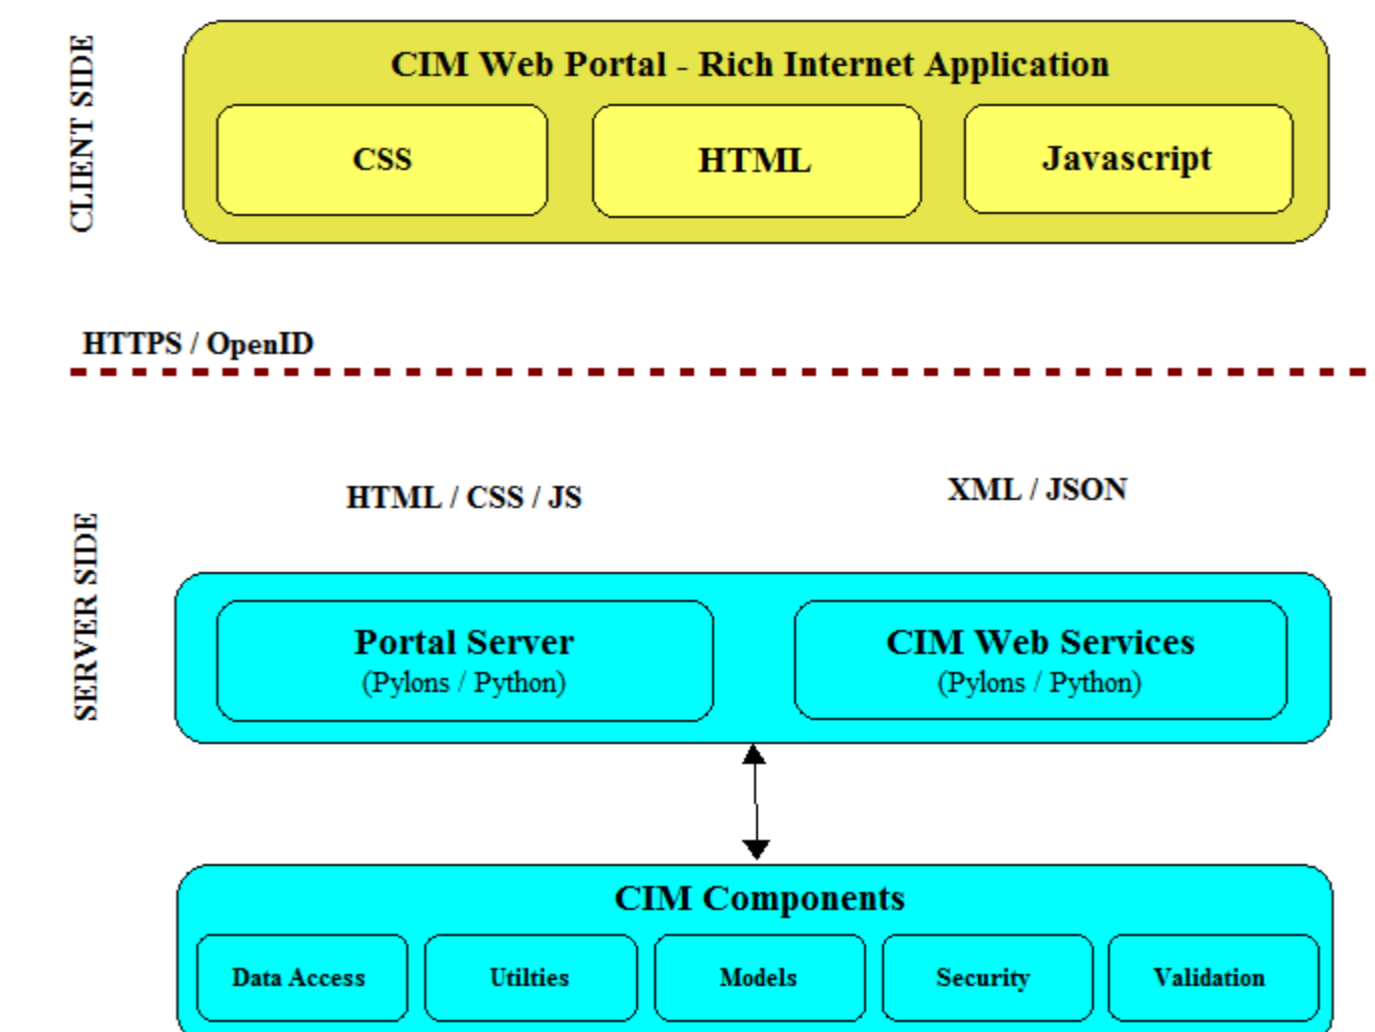 CLIENT SIDE
CIM Web Portal - Rich Internet Application
CSS
HTML
Javascript
HTTPS / OpenID
SERVER SIDE
HTML / CSS / JS
XML / JSON
Portal Server
(Pylons / Python)
CIM Web Services
(Pylons / Python)
CIM Components
Data Access
Utilties
Models
Security
Validation